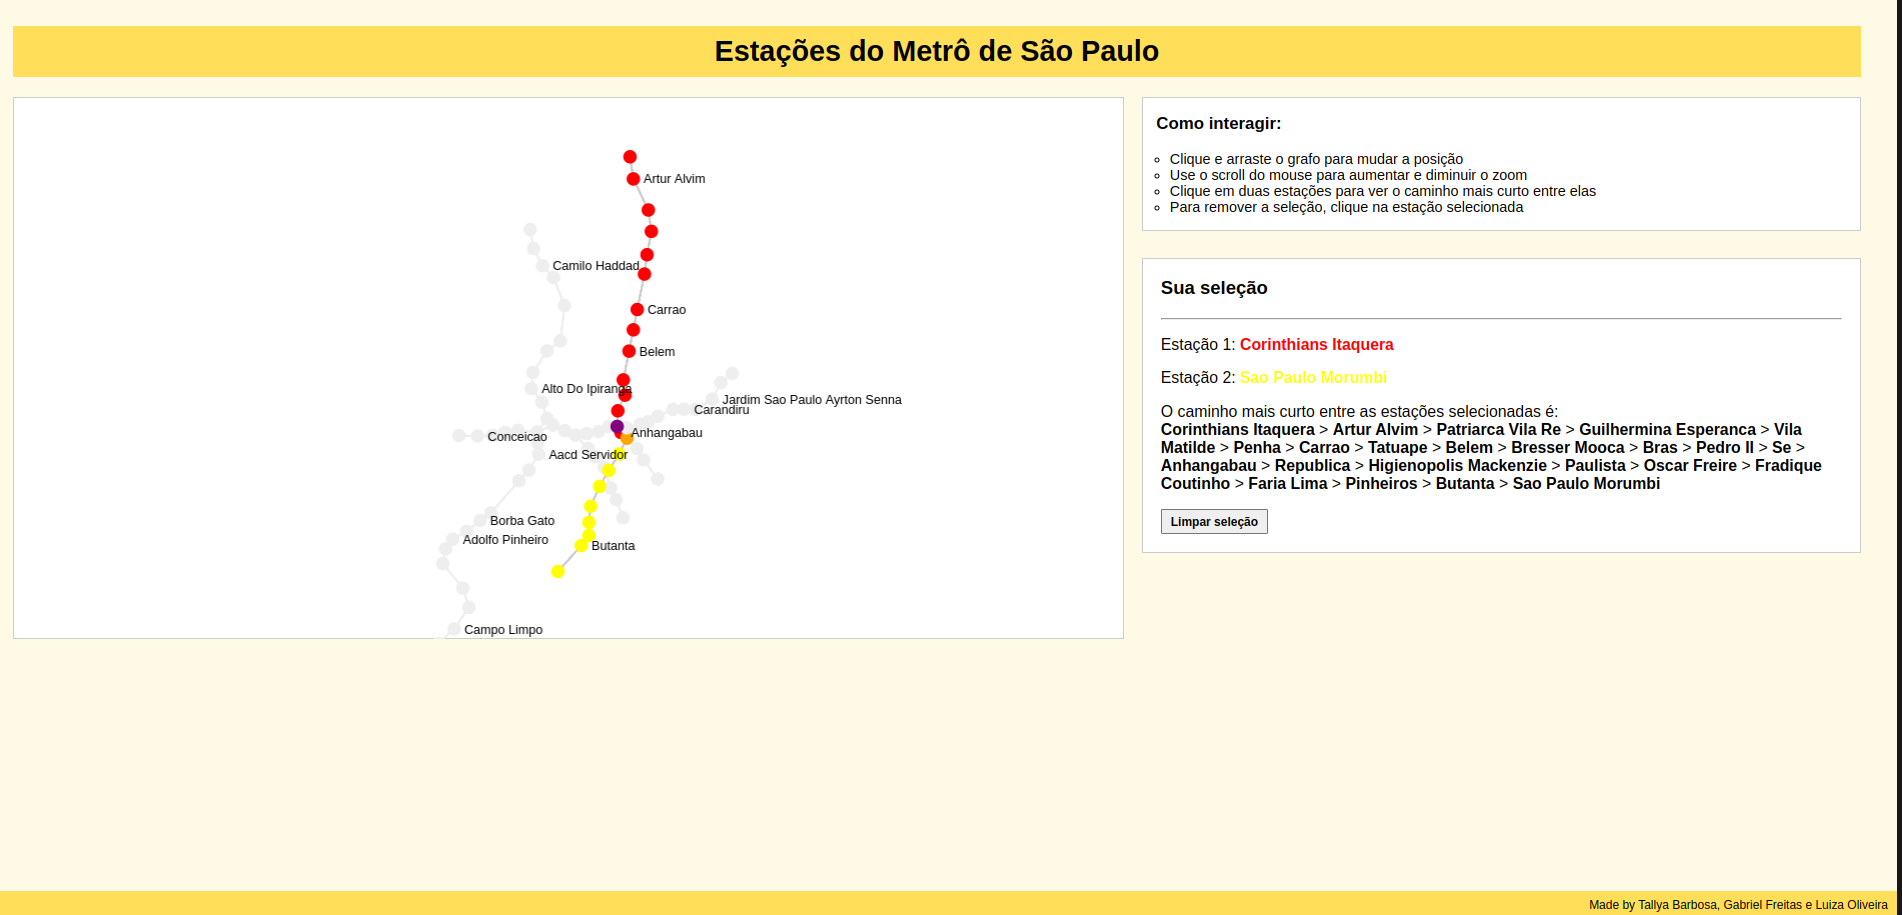 Estações do Metrô de São Paulo
Artur Alvim
Camilo Haddad
Carrao
Belem
Alto Do Ipiranga
Jardim Sao Paulo Ayrton Senna
Carandiru
Anhangabau
Conceicao
Aacd Servidor
Borba Gato
Adolfo Pinheiro
Butanta
Campo Limpo
Como interagir:
Clique e arraste o grafo para mudar a posição
Use o scroll do mouse para aumentar e diminuir o zoom
Clique em duas estações para ver o caminho mais curto entre elas
Para remover a seleção, clique na estação selecionada
Sua seleção
Estação 1: Corinthians Itaquera
Estação 2: Sao Paulo Morumbi
O caminho mais curto entre as estações selecionadas é:
Corinthians Itaquera > Artur Alvim > Patriarca Vila Re > Guilhermina Esperanca > Vila
Matilde > Penha > Carrao > Tatuape > Belem > Bresser Mooca > Bras > Pedro II > Se >
Anhangabau > Republica > Higienopolis Mackenzie > Paulista > Oscar Freire > Fradique
Coutinho > Faria Lima > Pinheiros > Butanta > Sao Paulo Morumbi
Limpar seleção
Made by Tallya Barbosa, Gabriel Freitas e Luiza Oliveira